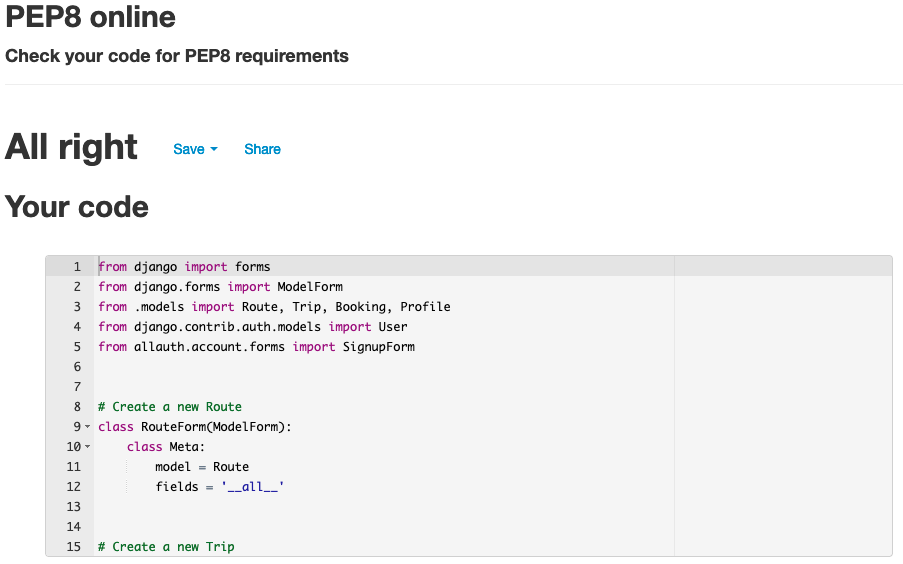 PEP8 online
Check your code for PEP8 requirements
All right Save Share
Your code
1 from django import forms
2 from django.forms import ModelForm
3 from .models import Route, Trip, Booking, Profile
4 from django.contrib.auth.models import User
5 from allauth.account.forms import SignupForm
6
7
8 # Create a new Route
9 class RouteForm(ModelForm):
10     class Meta:
11         model = Route
12         fields = '__all__'
13
14
15 # Create a new Trip